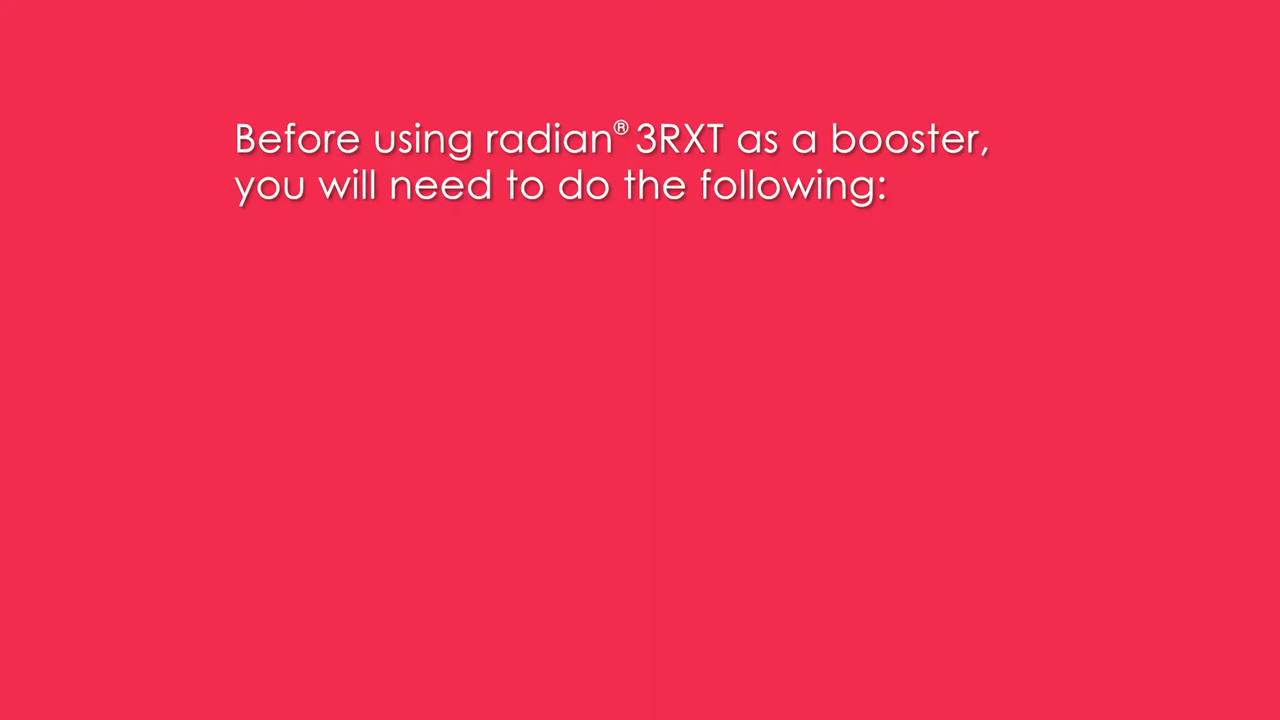 Before using radian® 3RXT as a booster,
you will need to do the following: